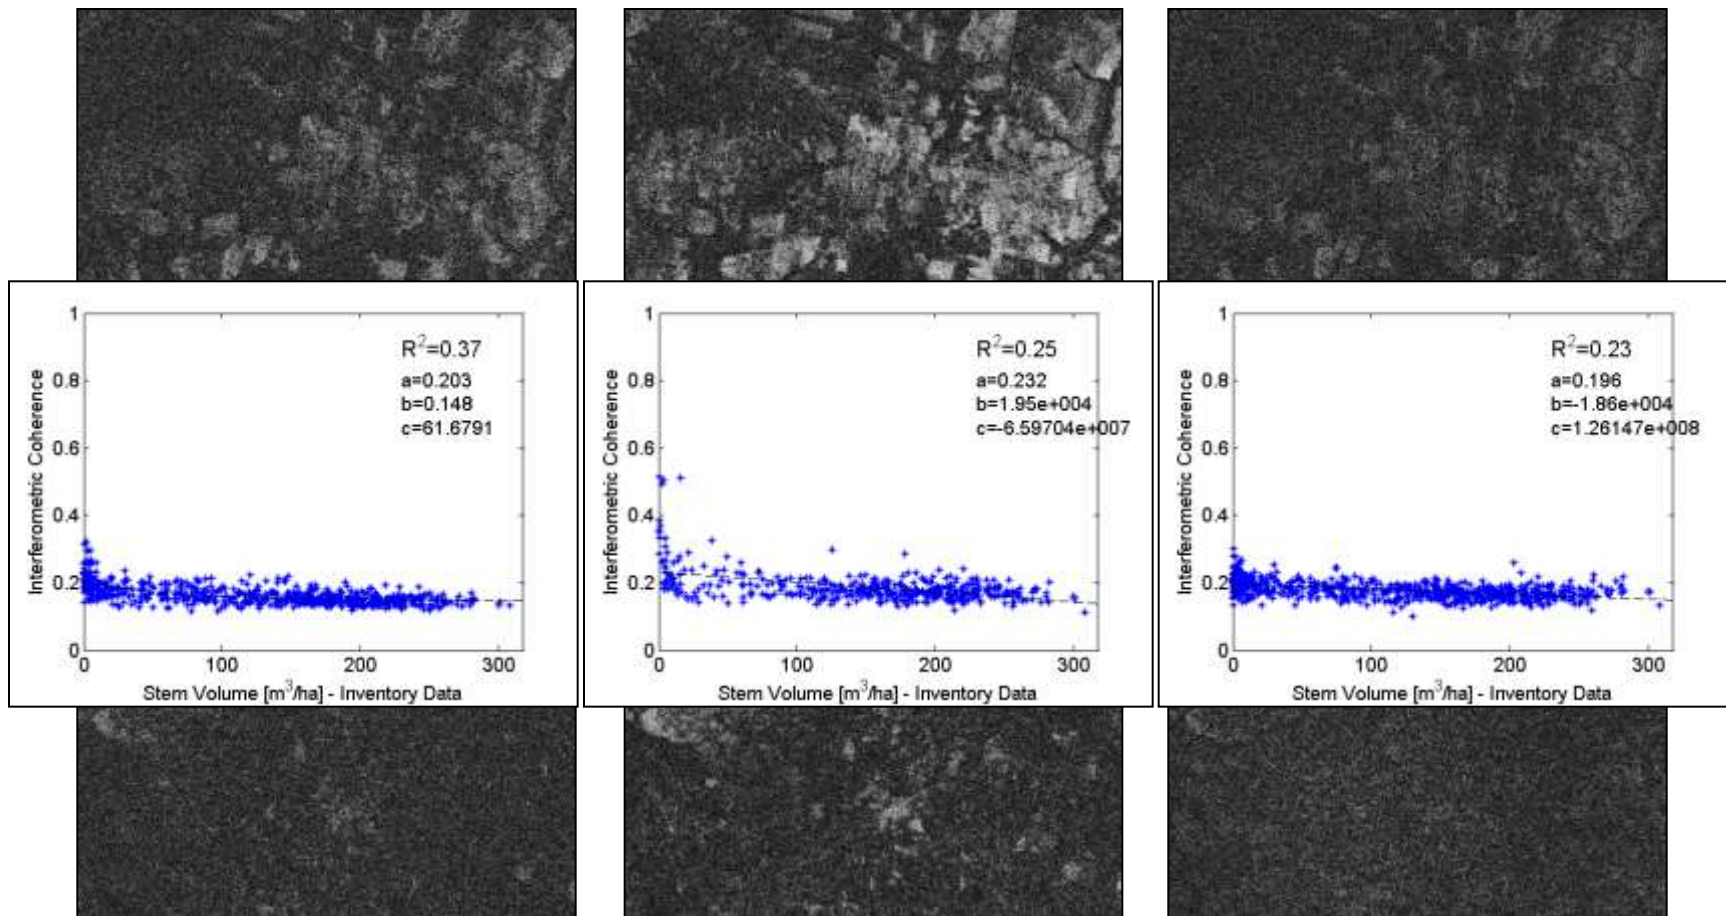 1
0.8
0.6
0.4
0.2
0
Interferometric Coherence
R²=0.37
a=0.203
b=0.148
c=61.6791
0 100 200 300
Stem Volume [m³/ha] - Inventory Data
1
0.8
0.6
0.4
0.2
0
Interferometric Coherence
R²=0.25
a=0.232
b=1.95e+004
c=-6.59704e+007
0 100 200 300
Stem Volume [m³/ha] - Inventory Data
1
0.8
0.6
0.4
0.2
0
Interferometric Coherence
R²=0.23
a=0.196
b=-1.86e+004
c=1.26147e+008
0 100 200 300
Stem Volume [m³/ha] - Inventory Data